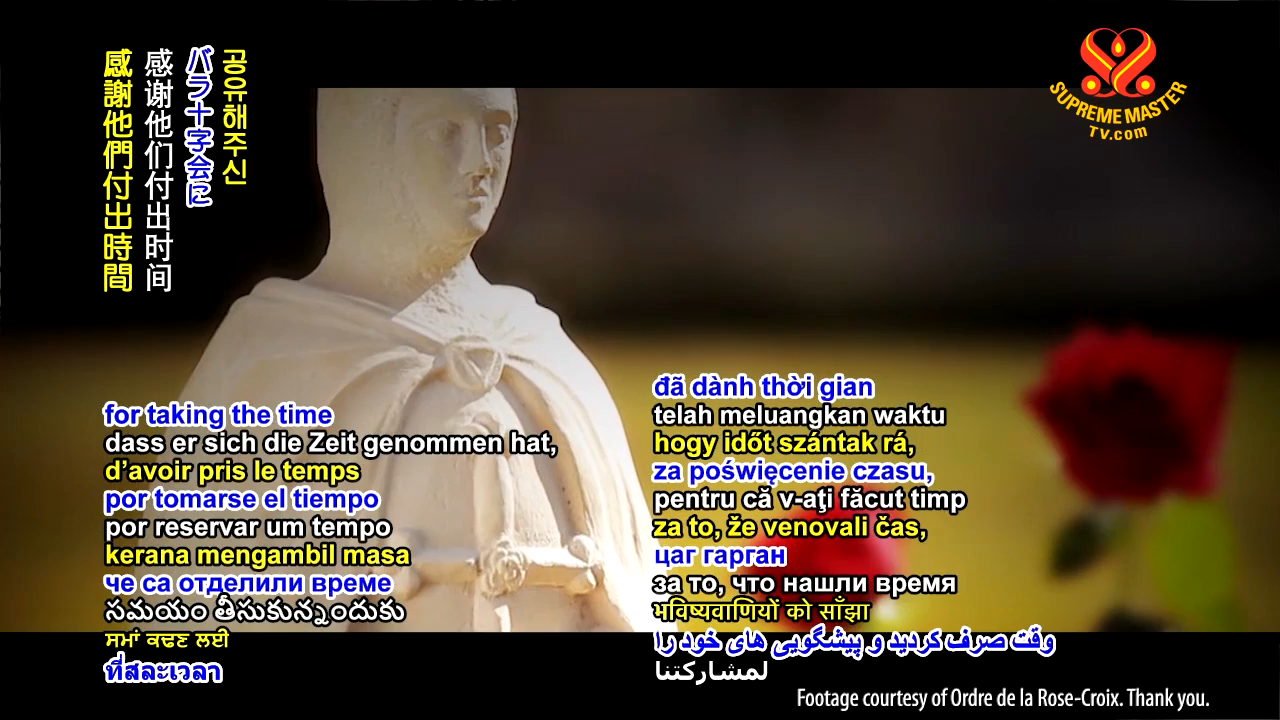 感謝他們付出時間
感谢他们付出时间
バラ十字会に
공유해주신
SUPREME MASTER
TV.com
for taking the time
dass er sich die Zeit genommen hat,
d’avoir pris le temps
por tomarse el tiempo
por reservar um tempo
kerana mengambil masa
че са отделили време
సమయం తీసుకున్నందుకు
ਸਮਾਂ ਕਢਣ ਲਈ
ที่สละเวลา
đã dành thời gian
telah meluangkan waktu
hogy időt szántak rá,
za poświęcenie czasu,
pentru că v-aţi făcut timp
za to, že venovali čas,
цаг гарган
за то, что нашли время
भविष्यवाणियों को साँझा
وقت صرف کردید و پیشگویی های خود را
لمشاركتنا
Footage courtesy of Ordre de la Rose-Croix. Thank you.